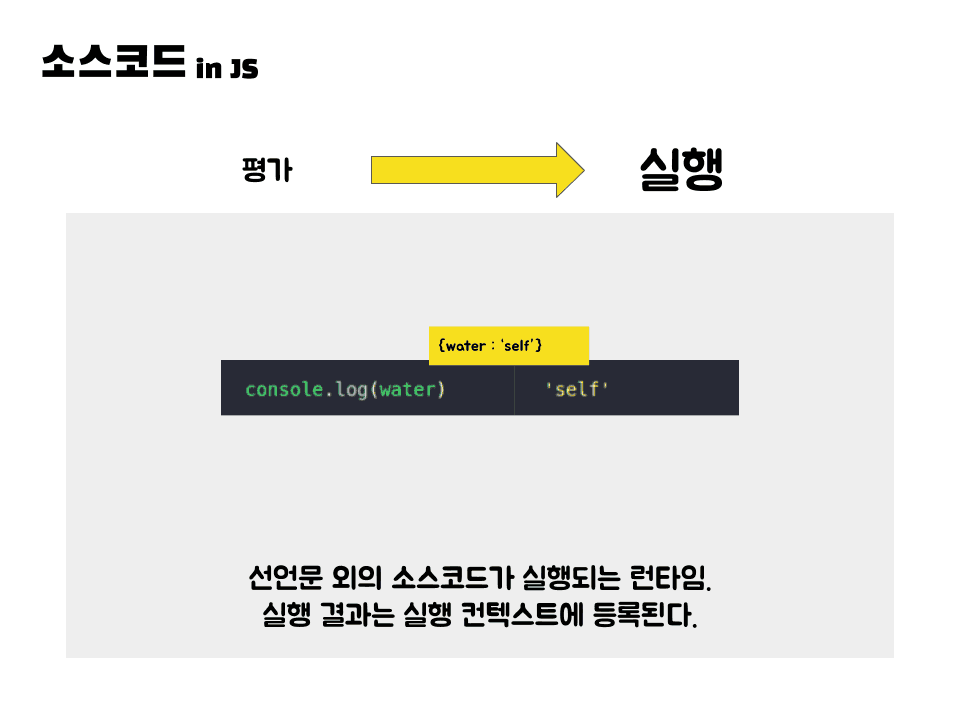 소스코드 in JS
평가
실행
{water : 'self'}
console.log(water)
'self'
선언문 외의 소스코드가 실행되는 런타임.
실행 결과는 실행 컨텍스트에 등록된다.